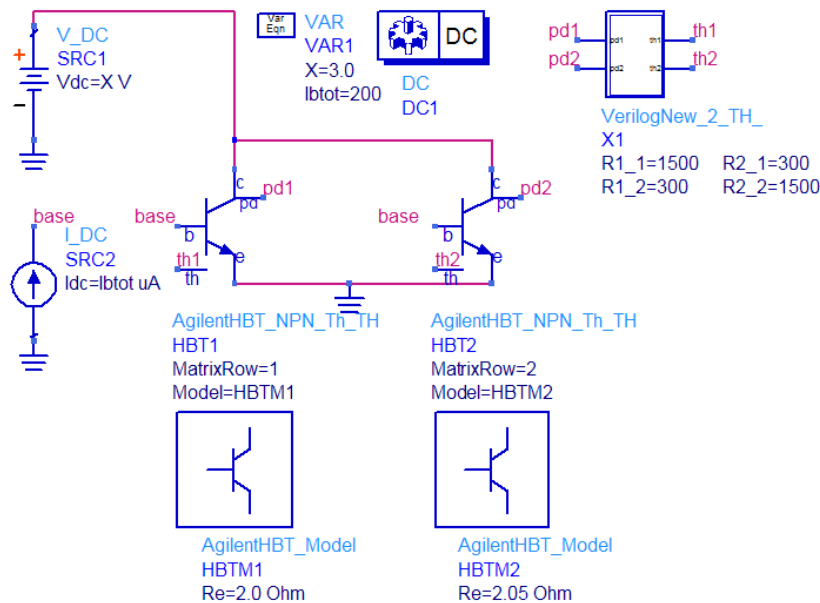 V_DC
SRC1
Vdc=X V
+
–
Var
Eqn
VAR
VAR1
X=3.0
Ibtot=200
DC
DC
DC1
pd1
pd2
pd1
pd2
th1
th2
th1
th2
VerilogNew_2_TH_
X1
R1_1=1500 R2_1=300
R1_2=300 R2_2=1500
base
I_DC
SRC2
Idc=Ibtot uA
base
c
pd1
pd
b
e
th1
th
base
c
pd2
pd
b
e
th2
th
AgilentHBT_NPN_Th_TH
HBT1
MatrixRow=1
Model=HBTM1
AgilentHBT_NPN_Th_TH
HBT2
MatrixRow=2
Model=HBTM2
AgilentHBT_Model
HBTM1
Re=2.0 Ohm
AgilentHBT_Model
HBTM2
Re=2.05 Ohm